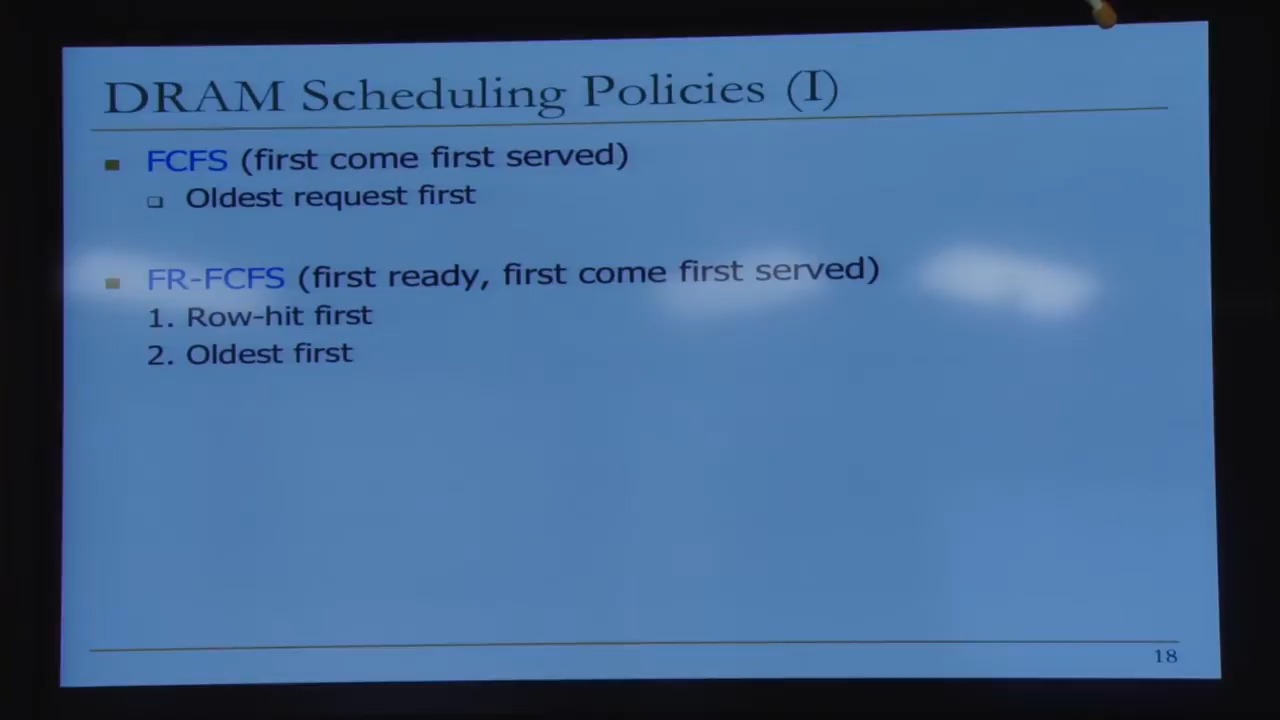 DRAM Scheduling Policies (I)
FCFS (first come first served)
Oldest request first
FR-FCFS (first ready, first come first served)
1. Row-hit first
2. Oldest first
18